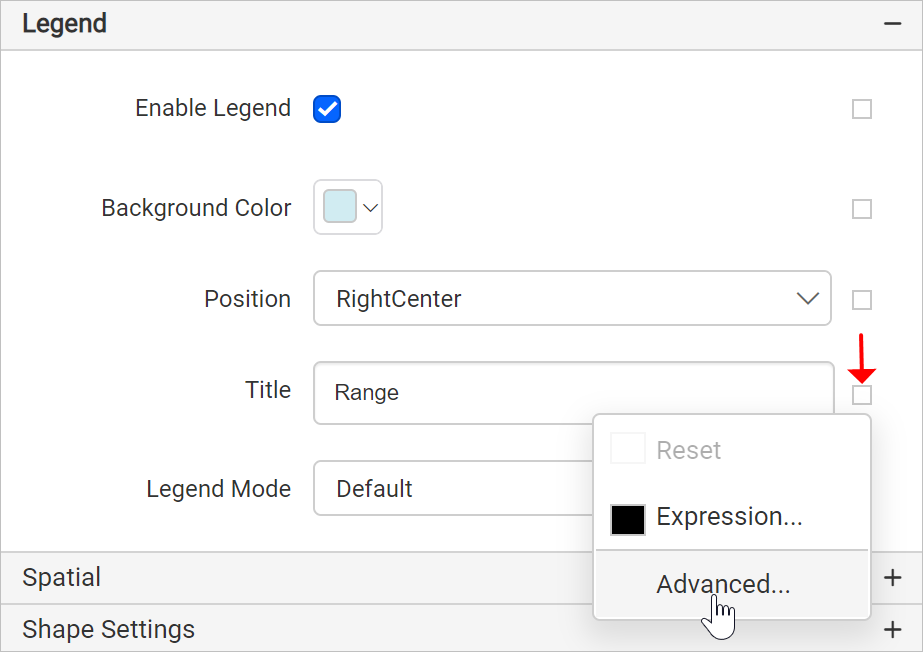 Legend
Enable Legend
Background Color
Position
RightCenter
Title
Range
Reset
Legend Mode
Default
Expression...
Spatial
Advanced...
Shape Settings